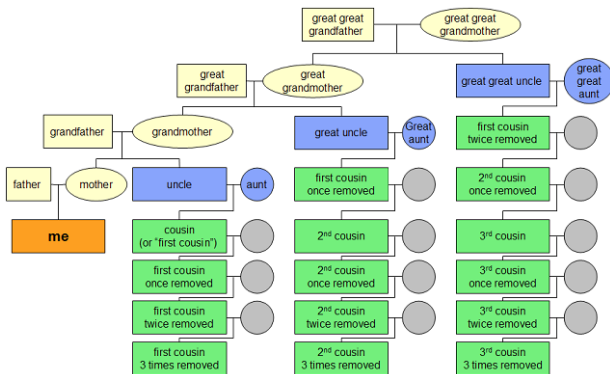 great great
grandfather
great great
grandmother
great
grandfather
great
grandmother
great great uncle
great
great
aunt
grandfather
grandmother
great uncle
Great
aunt
first cousin
twice removed
father
mother
uncle
aunt
first cousin
once removed
2nd cousin
once removed
me
cousin
(or "first cousin")
2nd cousin
3rd cousin
first cousin
once removed
2nd cousin
once removed
3rd cousin
once removed
first cousin
twice removed
2nd cousin
twice removed
3rd cousin
twice removed
first cousin
3 times removed
2nd cousin
3 times removed
3rd cousin
3 times removed